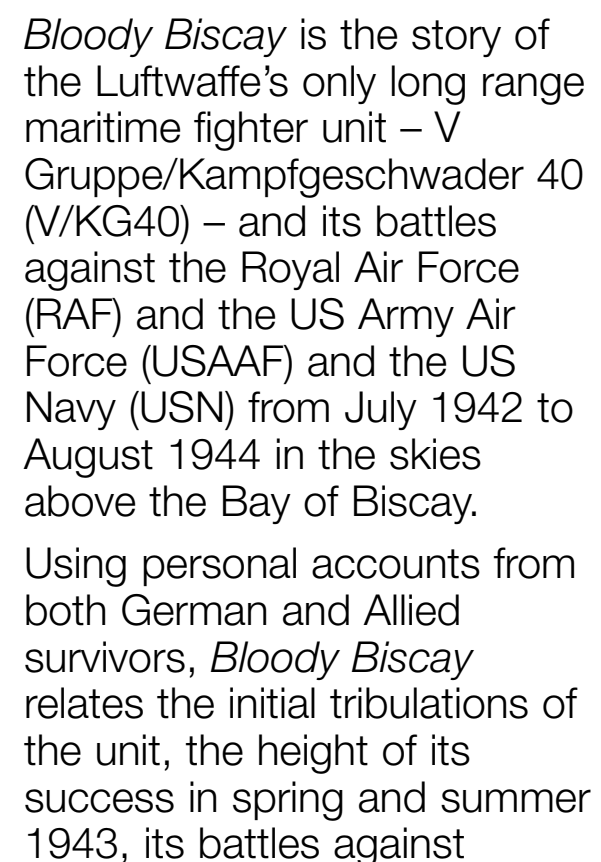 Bloody Biscay is the story of
the Luftwaffe’s only long range
maritime fighter unit – V
Gruppe/Kampfgeschwader 40
(V/KG40) – and its battles
against the Royal Air Force
(RAF) and the US Army Air
Force (USAAF) and the US
Navy (USN) from July 1942 to
August 1944 in the skies
above the Bay of Biscay.
Using personal accounts from
both German and Allied
survivors, Bloody Biscay
relates the initial tribulations of
the unit, the height of its
success in spring and summer
1943, its battles against